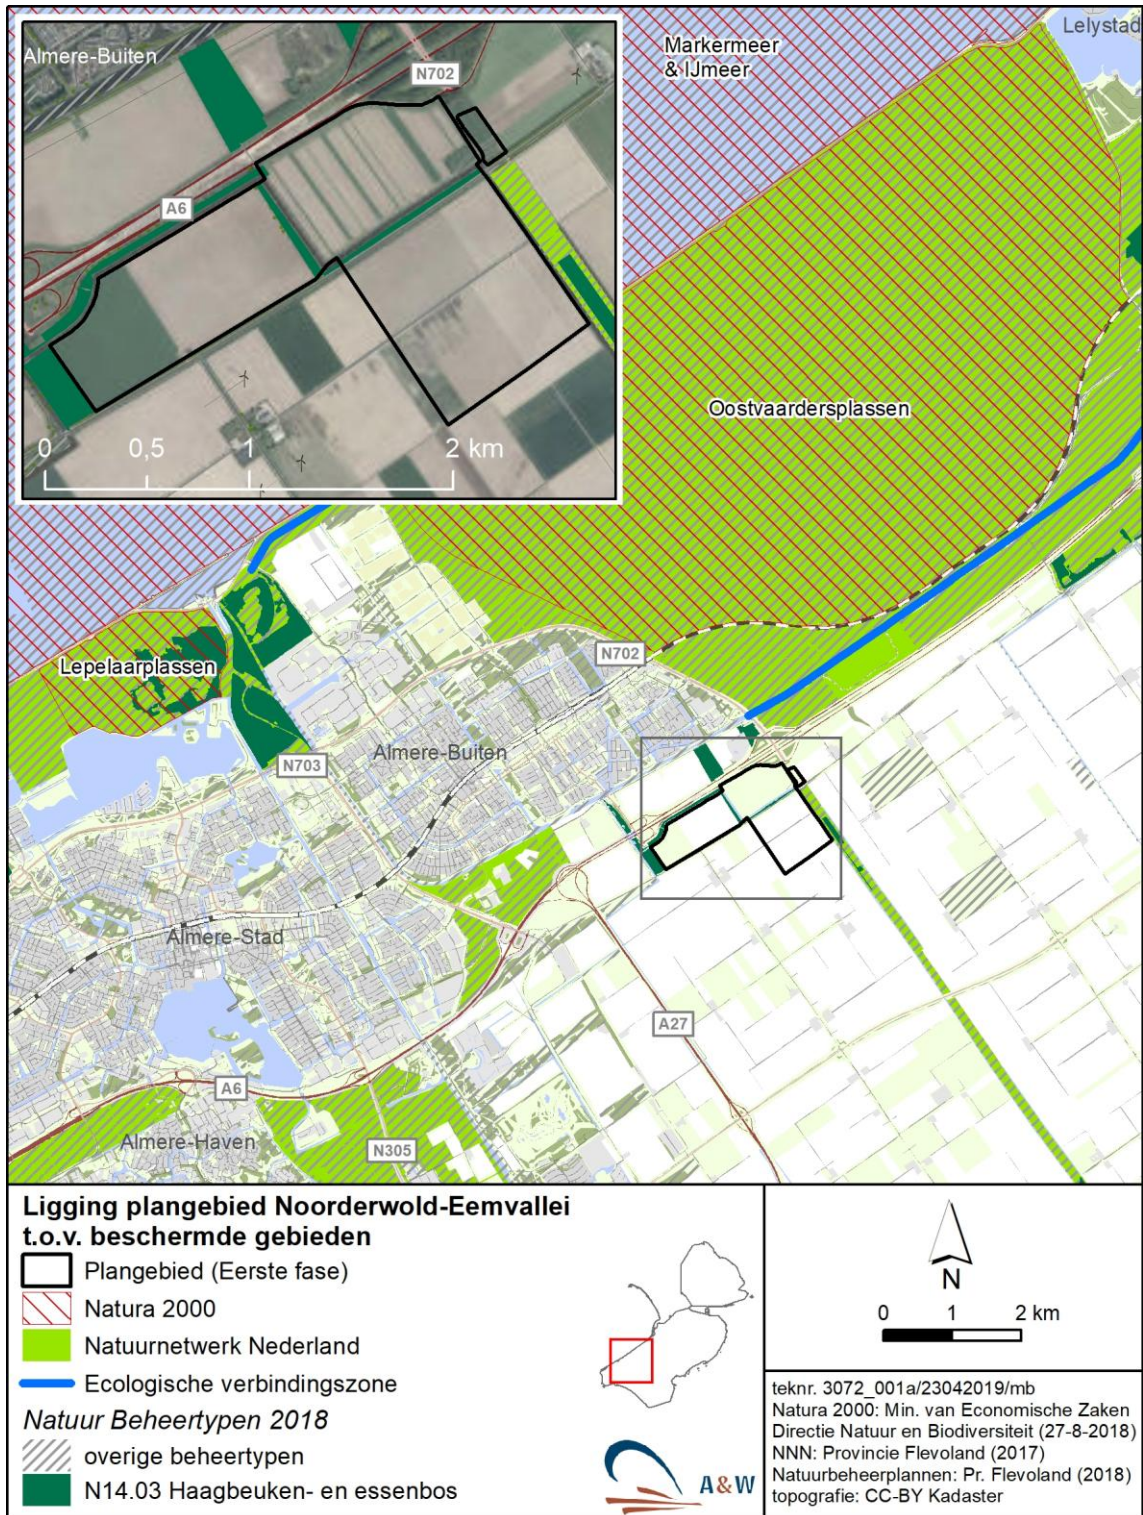 Almere-Buiten
N702
A6
0 0,5 1 2 km
Lelystad
Markermeer
& IJmeer
Oostvaardersplassen
Lepelaarplassen
N702
N703
Almere-Buiten
Almere-Stad
A27
A6
Almere-Haven
N305
Ligging plangebied Noorderwold-Eemvallei
t.o.v. beschermde gebieden
Plangebied (Eerste fase)
Natura 2000
Natuurnetwerk Nederland
Ecologische verbindingszone
Natuur Beheertypen 2018
overige beheertypen
N14.03 Haagbeuken- en essenbos
A&W
N
0 1 2 km
teknr. 3072_001a/23042019/mb
Natura 2000: Min. van Economische Zaken
Directie Natuur en Biodiversiteit (27-8-2018)
NNN: Provincie Flevoland (2017)
Natuurbeheerplannen: Pr. Flevoland (2018)
topografie: CC-BY Kadaster